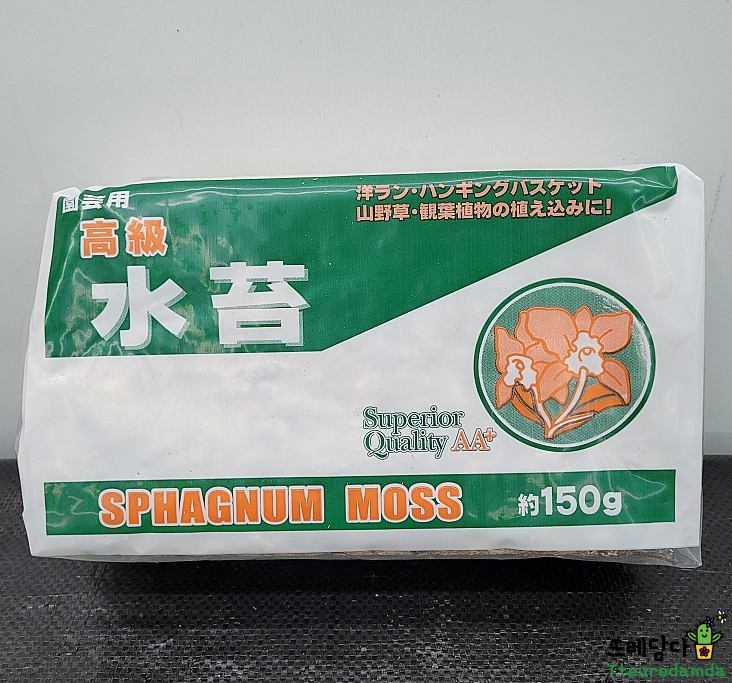 園芸用
高級
水苔
洋ラン・ハンギングバスケット
山野草・観葉植物の植え込みに!
Superior
Quality AA+
SPHAGNUM MOSS 約150g
뜨레담다
Tteuredamda